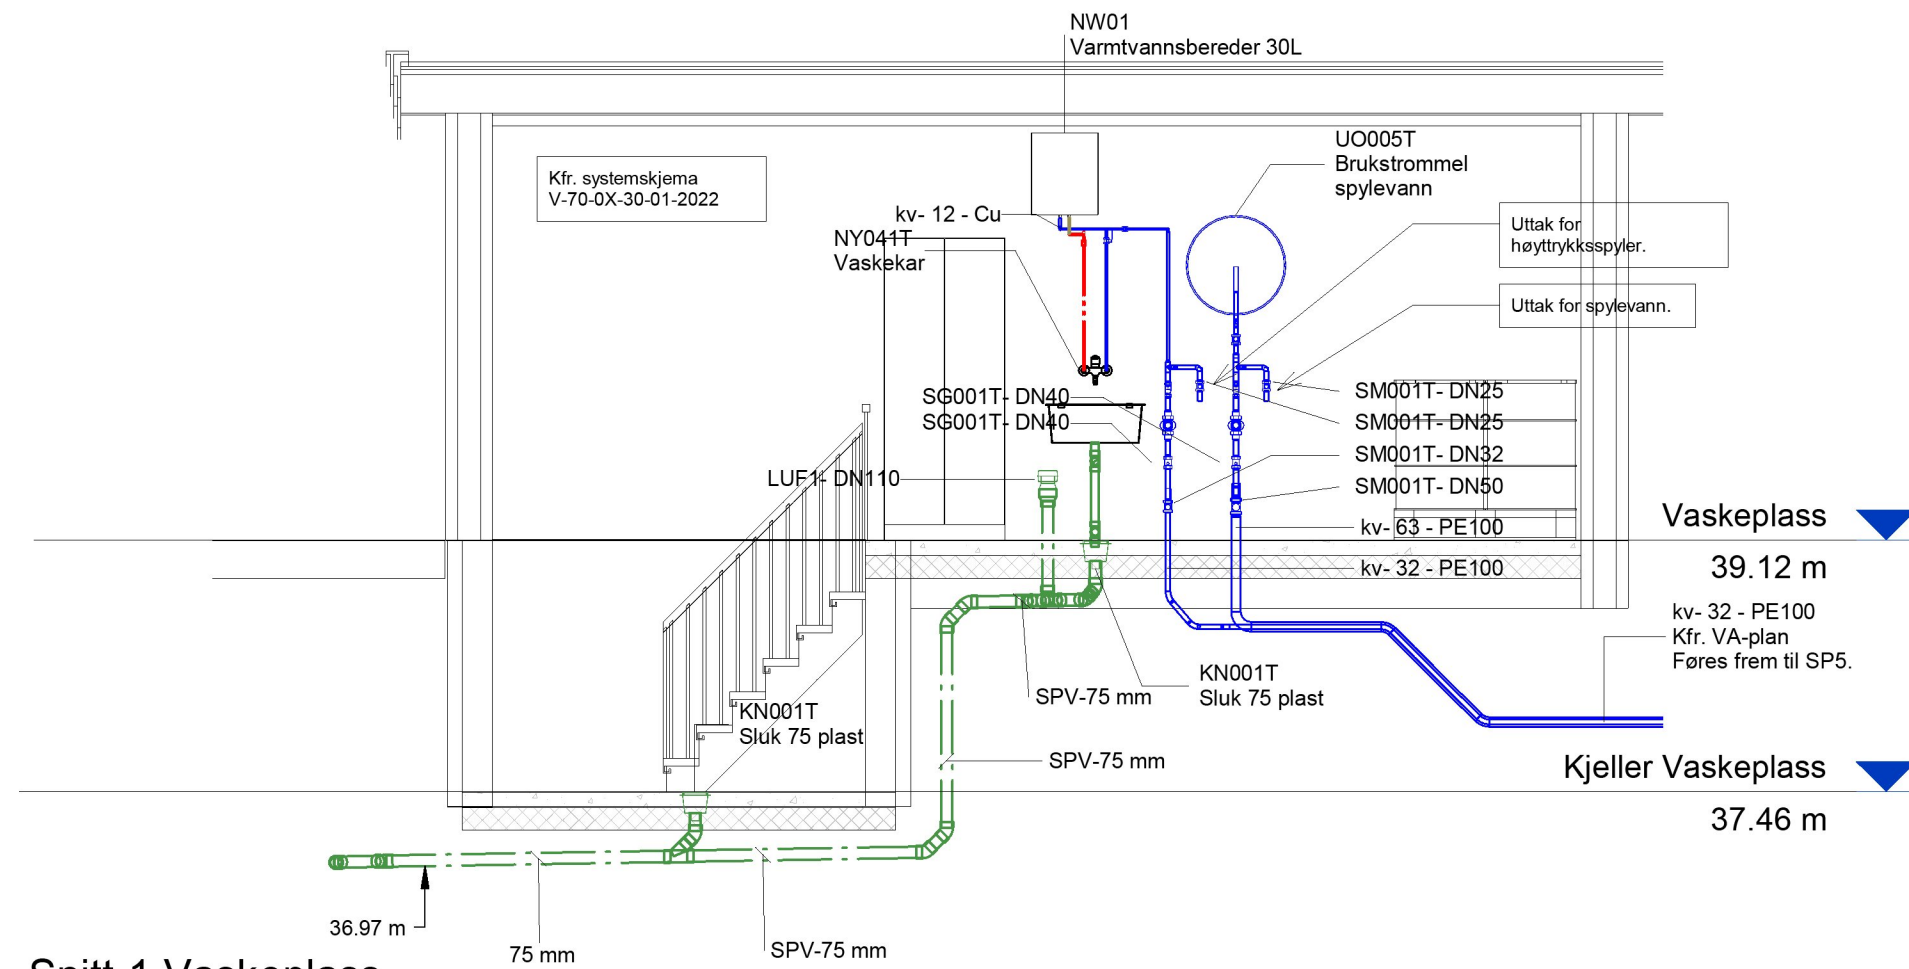 NW01
Varmtvannsbereder 30L
UO005T
Brukstrommel
spylevann
Kfr. systemskjema
V-70-0X-30-01-2022
kv- 12 - Cu
NY041T
Vaskekar
Uttak for
høyttrykksspyler.
Uttak for spylevann.
SG001T- DN40
SG001T- DN40
SM001T- DN25
SM001T- DN25
SM001T- DN32
SM001T- DN50
LUF1- DN110
kv- 63 - PE100
kv- 32 - PE100
Vaskeplass
39.12 m
kv- 32 - PE100
Kfr. VA-plan
Føres frem til SP5.
KN001T
Sluk 75 plast
SPV-75 mm
KN001T
Sluk 75 plast
SPV-75 mm
Kjeller Vaskeplass
37.46 m
36.97 m
75 mm
SPV-75 mm
Snitt 1 Vaskeplass